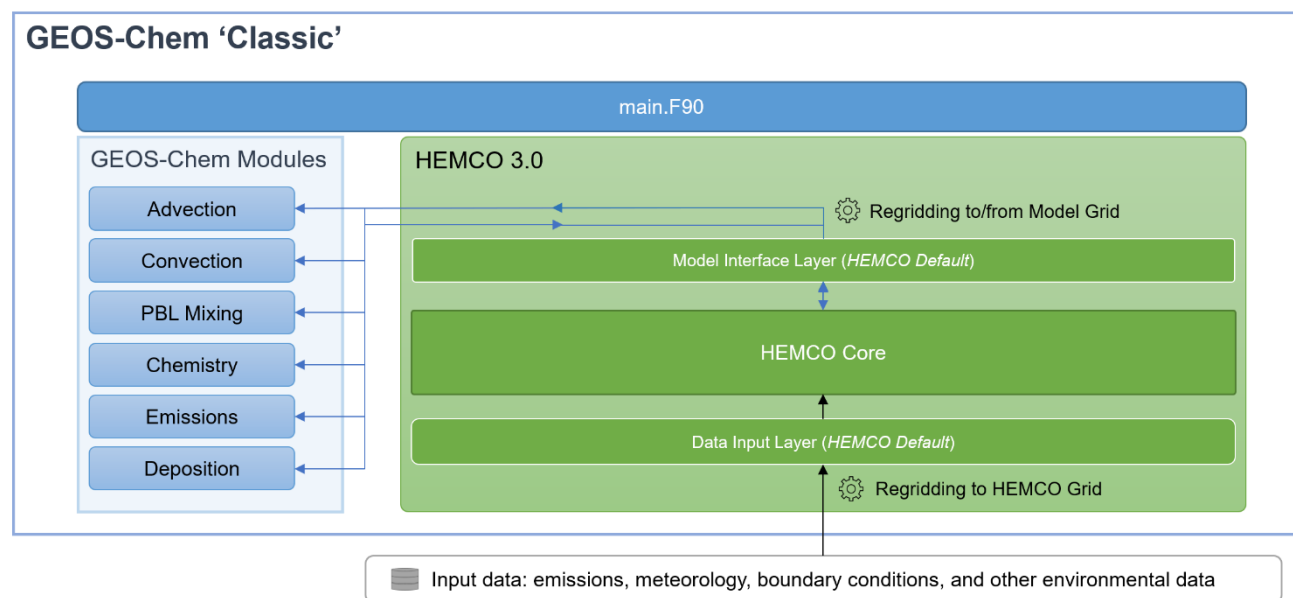 GEOS-Chem ‘Classic’
main.F90
GEOS-Chem Modules
Advection
Convection
PBL Mixing
Chemistry
Emissions
Deposition
HEMCO 3.0
Regridding to/from Model Grid
Model Interface Layer (HEMCO Default)
HEMCO Core
Data Input Layer (HEMCO Default)
Regridding to HEMCO Grid
Input data: emissions, meteorology, boundary conditions, and other environmental data